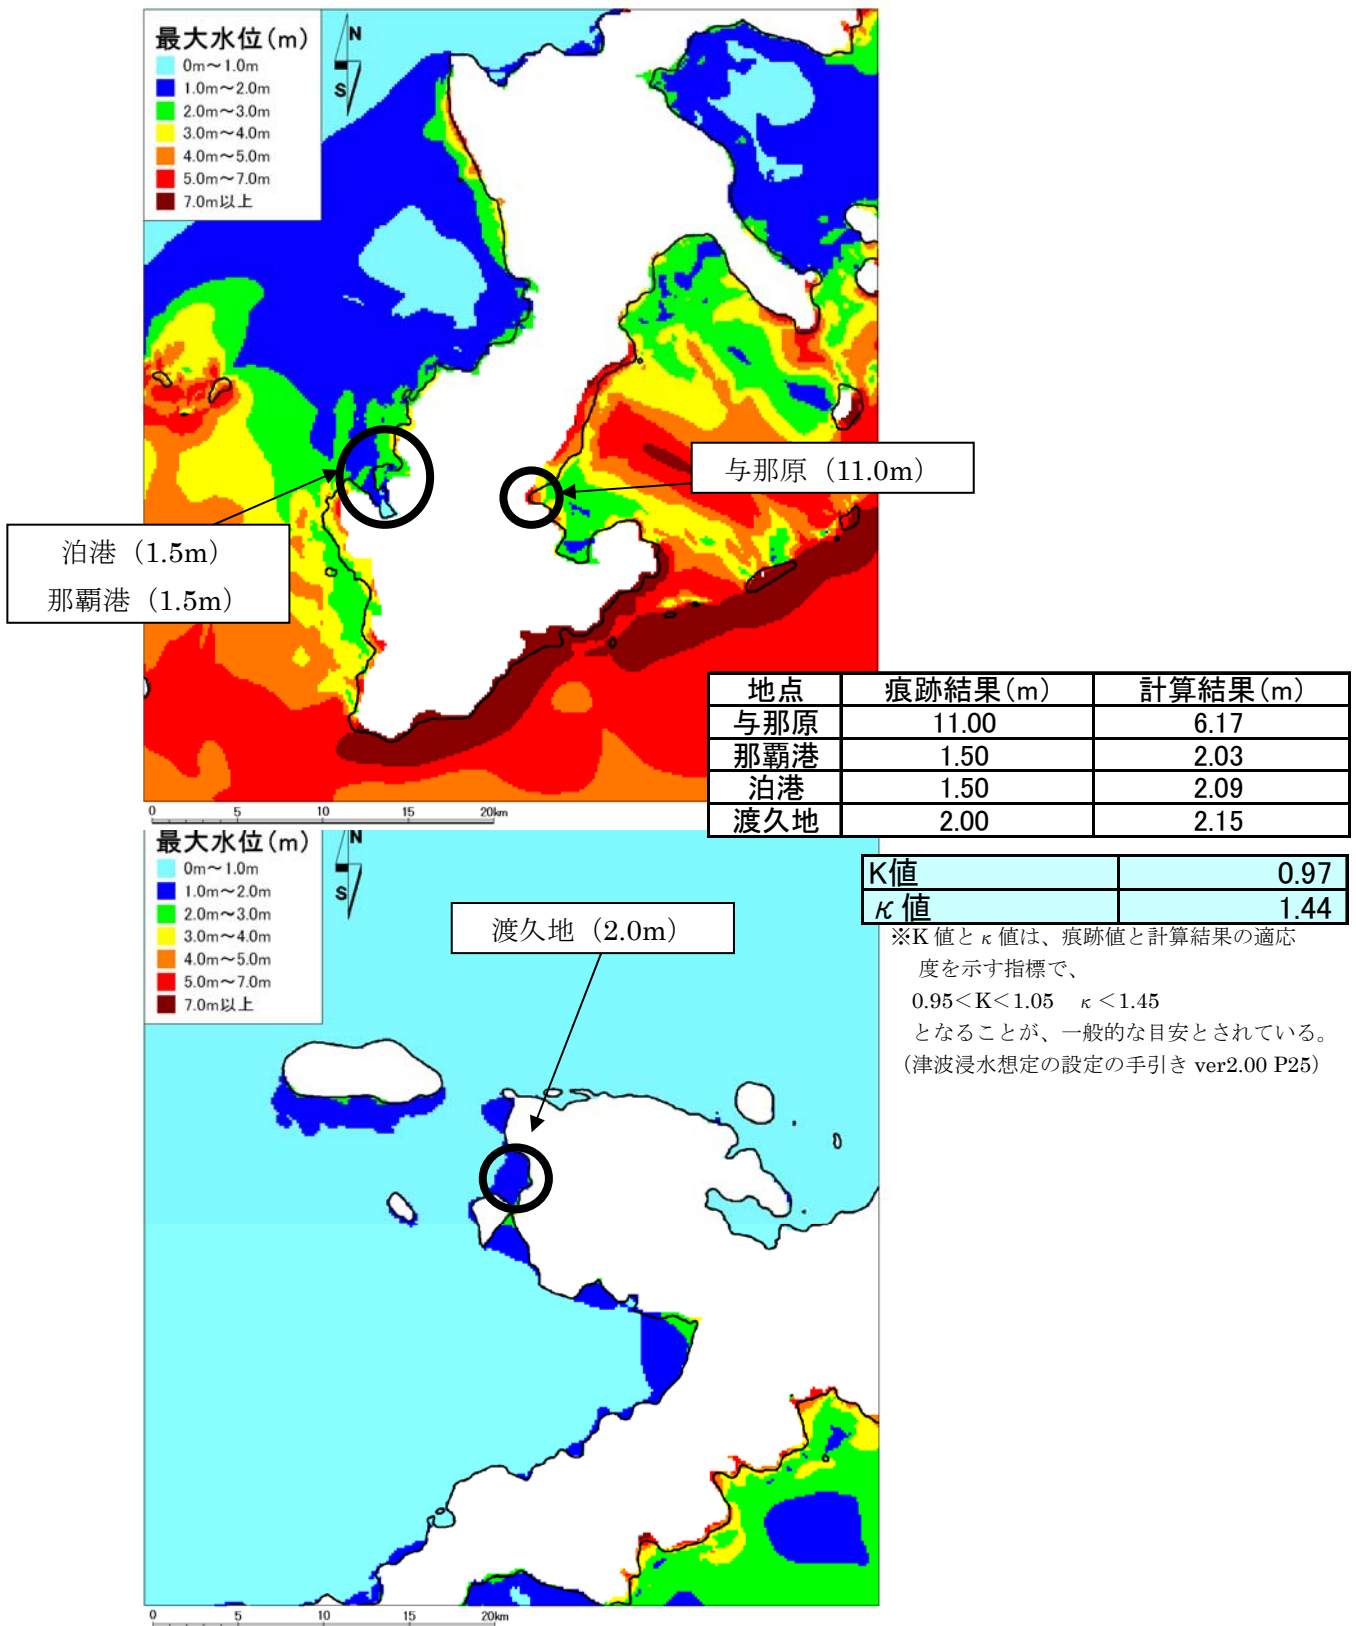 最大水位(m)
0m～1.0m
1.0m～2.0m
2.0m～3.0m
3.0m～4.0m
4.0m～5.0m
5.0m～7.0m
7.0m以上
N
S
与那原（11.0m）
泊港（1.5m）
那覇港（1.5m）
0 5 10 15 20km
地点 痕跡結果(m) 計算結果(m)
与那原 11.00 6.17
那覇港 1.50 2.03
泊港 1.50 2.09
渡久地 2.00 2.15
K値 0.97
κ値 1.44
※K 値と κ 値は、痕跡値と計算結果の適応
度を示す指標で、
0.95＜K＜1.05 κ＜1.45
となることが、一般的な目安とされている。
（津波浸水想定の設定の手引き ver2.00 P25）
最大水位(m)
0m～1.0m
1.0m～2.0m
2.0m～3.0m
3.0m～4.0m
4.0m～5.0m
5.0m～7.0m
7.0m以上
N
S
渡久地（2.0m）
0 5 10 15 20km